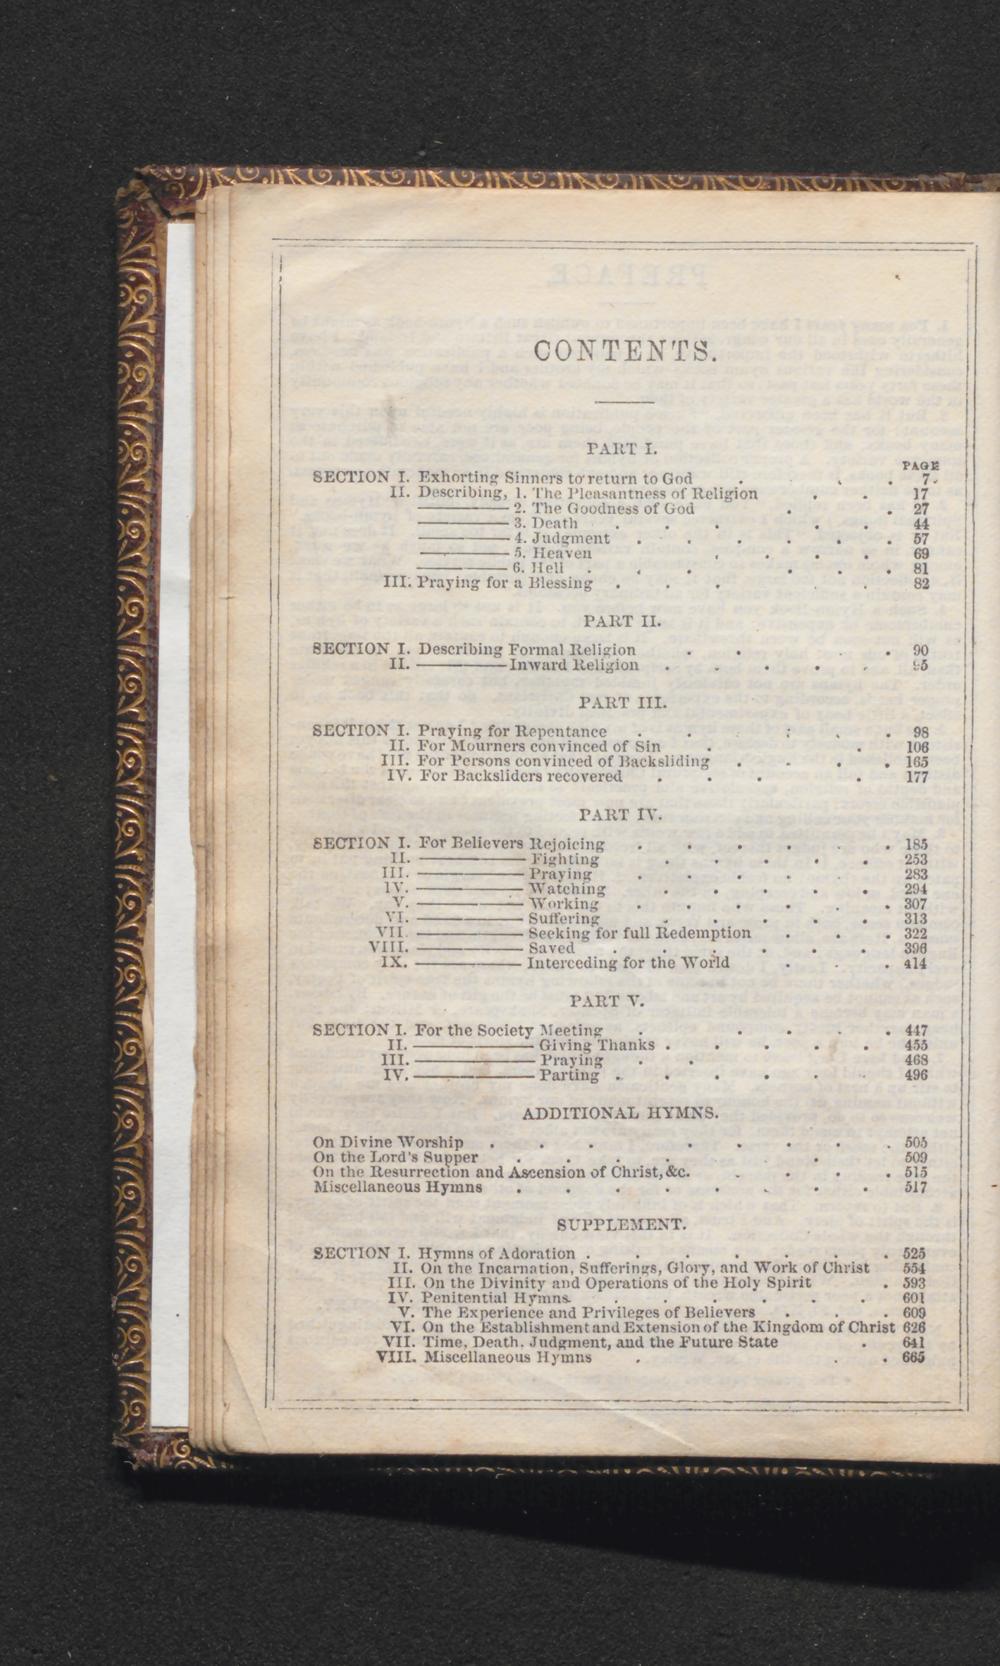 CONTENTS.
PART I.
PAGE
SECTION I. Exhorting Sinners to return to God . . . 7
II. Describing, 1. The Pleasantness of Religion . . 17
——— 2. The Goodness of God . . 27
——— 3. Death . . . . . 44
——— 4. Judgment . . . . . . 57
——— 5. Heaven . . . . 69
——— 6. Hell . . . . . . 81
III. Praying for a Blessing . . . . . 82
PART II.
SECTION I. Describing Formal Religion . . . . 90
II. ——— Inward Religion . . . . . 95
PART III.
SECTION I. Praying for Repentance . . . . . 98
II. For Mourners convinced of Sin . . 106
III. For Persons convinced of Backsliding . . . . 165
IV. For Backsliders recovered . . . . 177
PART IV.
SECTION I. For Believers Rejoicing . . . . . . 185
II. ——— Fighting . . . . . 253
III. ——— Praying . . . . . . 283
IV. ——— Watching . . . . . 294
V. ——— Working . . . . . . 307
VI. ——— Suffering . . . . . 313
VII. ——— Seeking for full Redemption . . . 322
VIII. ——— Saved . . . . . . 396
IX. ——— Interceding for the World . . . 414
PART V.
SECTION I. For the Society Meeting . . . . . 447
II. ——— Giving Thanks . . . . . 455
III. ——— Praying . . 468
IV. ——— Parting . . . . . . 496
ADDITIONAL HYMNS.
On Divine Worship . . . . . . . . 505
On the Lord's Supper . . . . . . 509
On the Resurrection and Ascension of Christ, &c. . . . . 515
Miscellaneous Hymns . . . . . . . . 517
SUPPLEMENT.
SECTION I. Hymns of Adoration . . . . . . . 525
II. On the Incarnation, Sufferings, Glory, and Work of Christ 554
III. On the Divinity and Operations of the Holy Spirit . 593
IV. Penitential Hymns . . . . . . 601
V. The Experience and Privileges of Believers . . . 609
VI. On the Establishment and Extension of the Kingdom of Christ 626
VII. Time, Death, Judgment, and the Future State . 641
VIII. Miscellaneous Hymns . . . 665